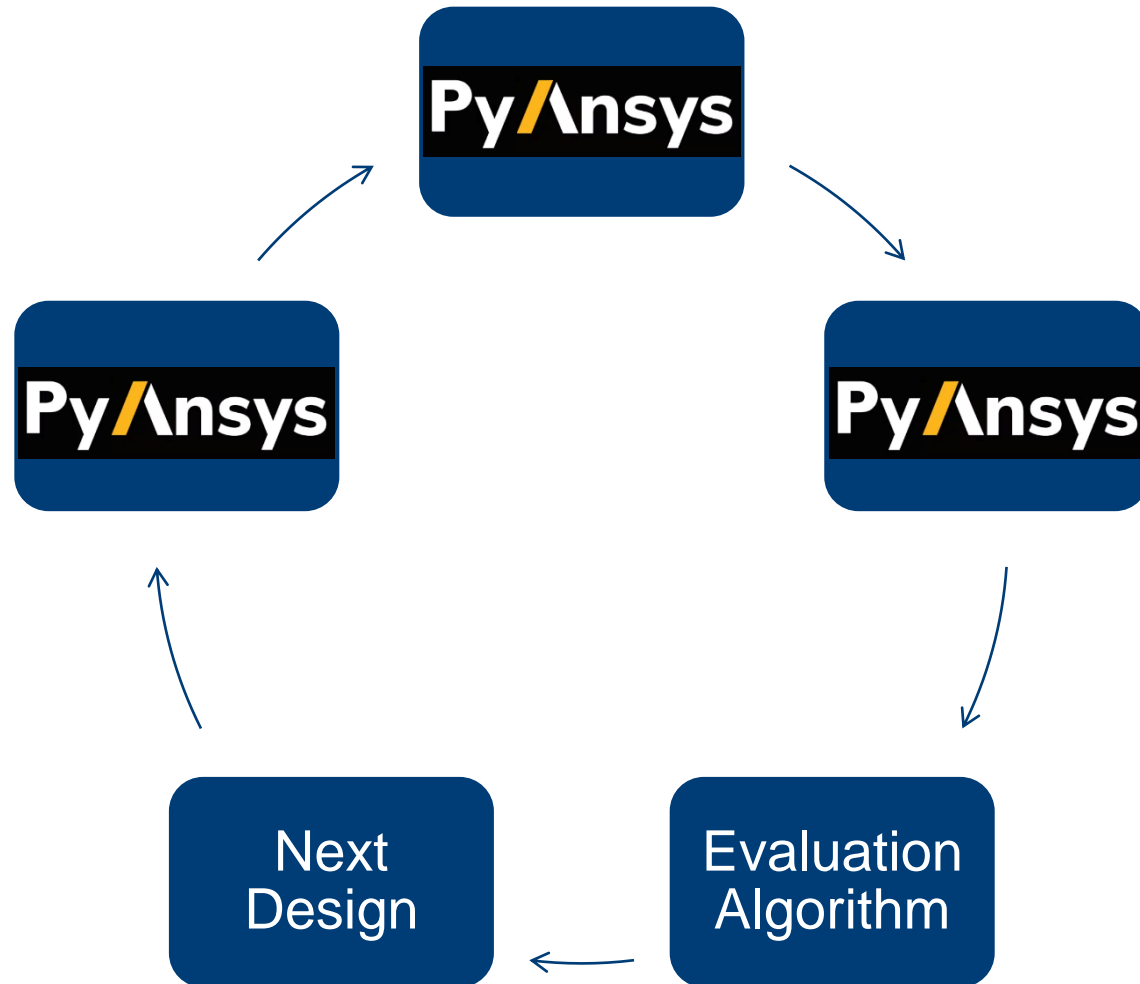 PyAnsys
PyAnsys
PyAnsys
Next
Design
Evaluation
Algorithm